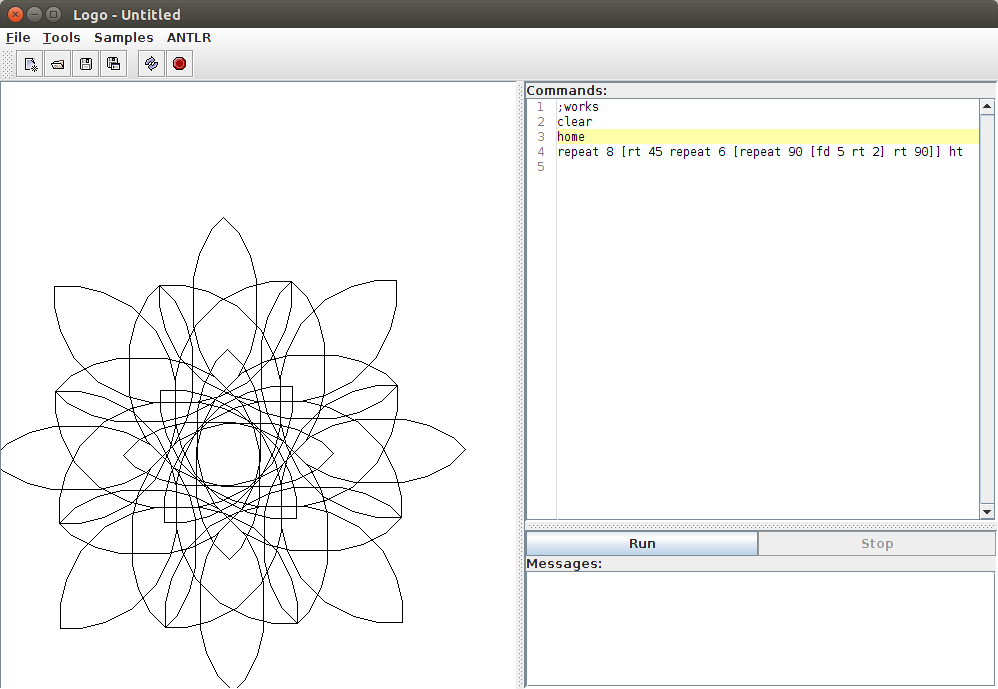 Logo - Untitled
File Tools Samples ANTLR
Commands:
1 ;works
2 clear
3 home
4 repeat 8 [rt 45 repeat 6 [repeat 90 [fd 5 rt 2] rt 90]] ht
5
Run Stop
Messages: